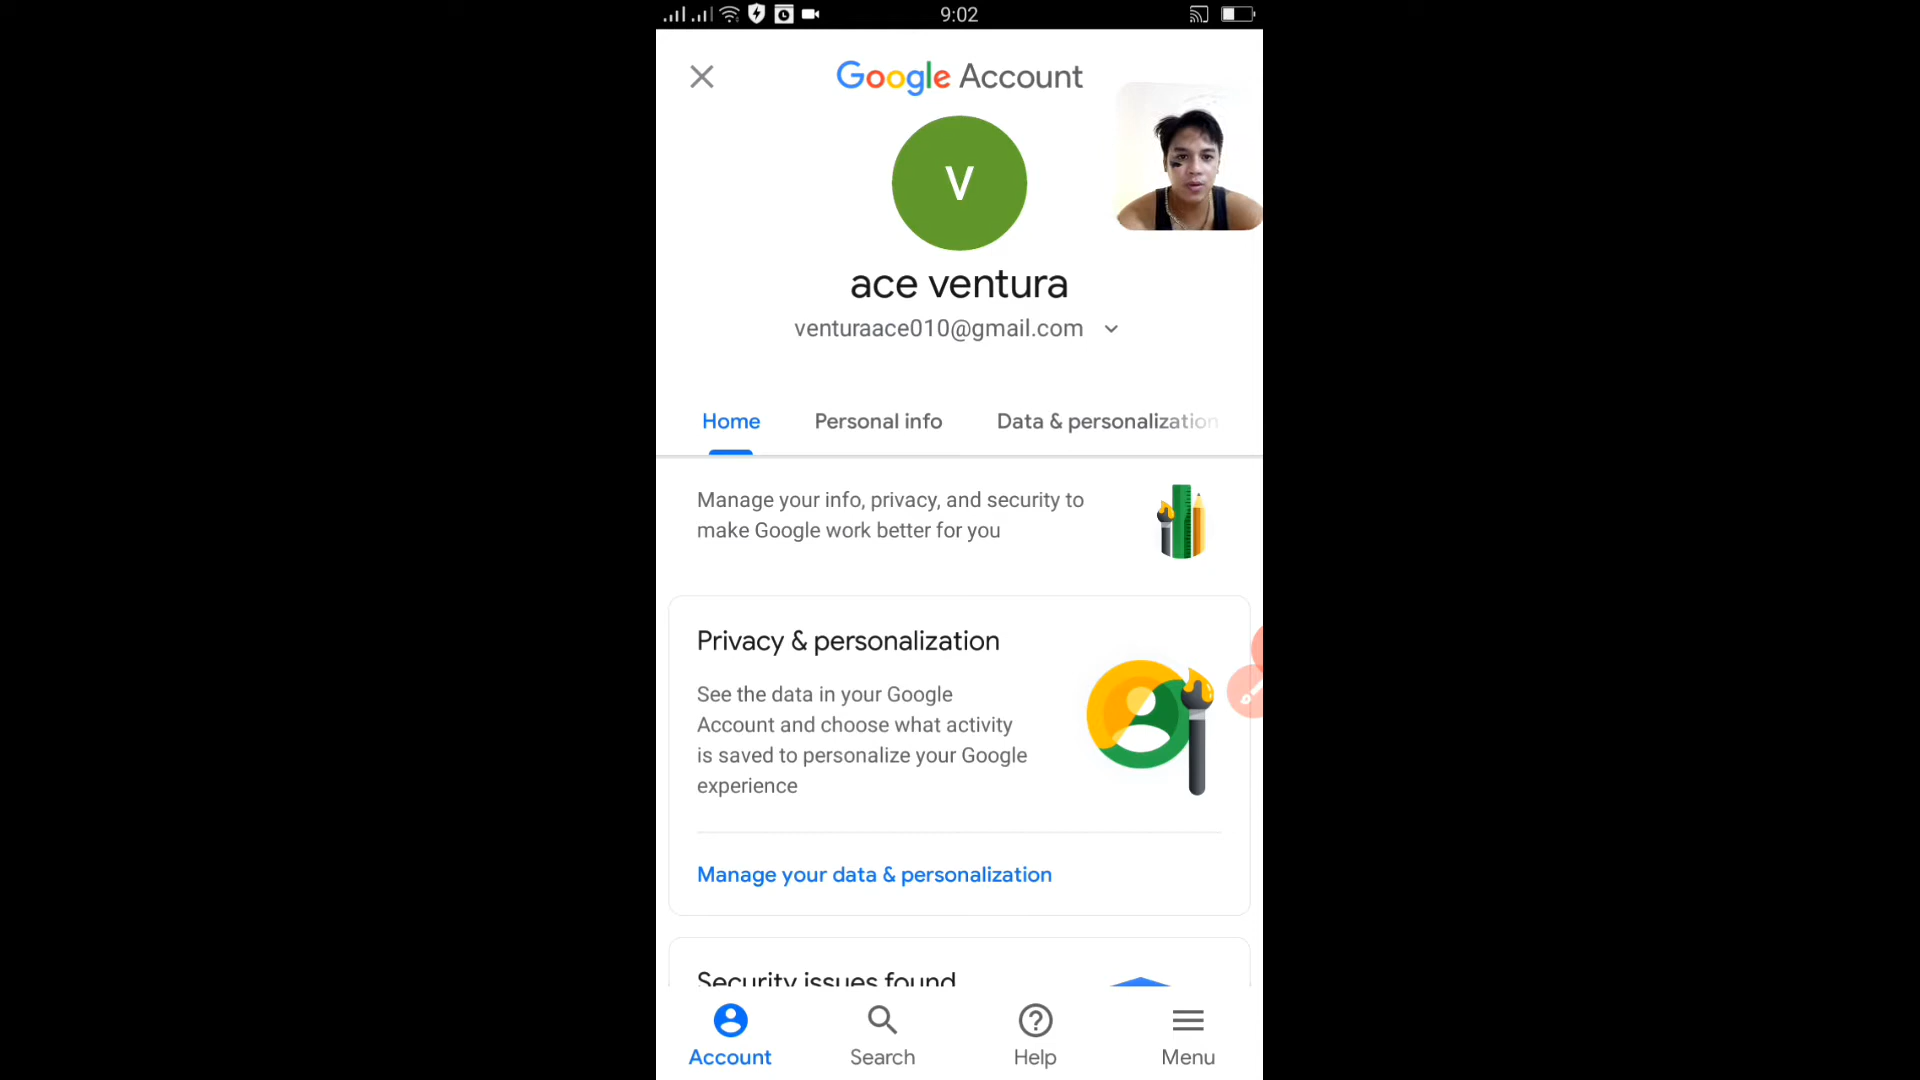 9:02
Google Account
V
ace ventura
venturaace010@gmail.com
Home Personal info Data & personalization
Manage your info, privacy, and security to
make Google work better for you
Privacy & personalization
See the data in your Google
Account and choose what activity
is saved to personalize your Google
experience
Manage your data & personalization
Security issues found
Account Search Help Menu